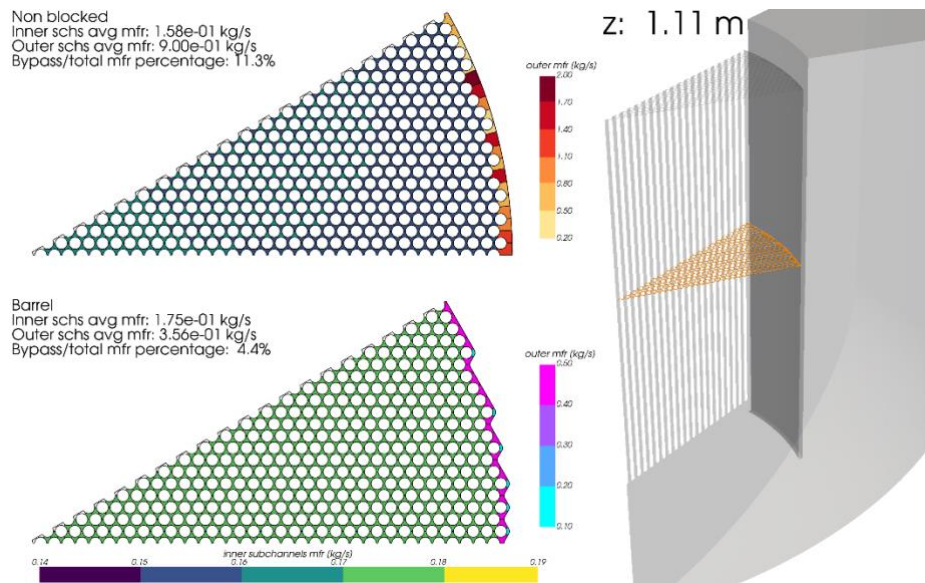 Non blocked
Inner schs avg mfr: 1.58e-01 kg/s
Outer schs avg mfr: 9.00e-01 kg/s
Bypass/total mfr percentage: 11.3%
outer mfr (kg/s)
2.00
1.70
1.40
1.10
0.80
0.50
0.20
z: 1.11 m
Barrel
Inner schs avg mfr: 1.75e-01 kg/s
Outer schs avg mfr: 3.56e-01 kg/s
Bypass/total mfr percentage: 4.4%
outer mfr (kg/s)
0.50
0.40
0.30
0.20
0.10
inner subchannels mfr (kg/s)
0.14 0.15 0.16 0.17 0.18 0.19